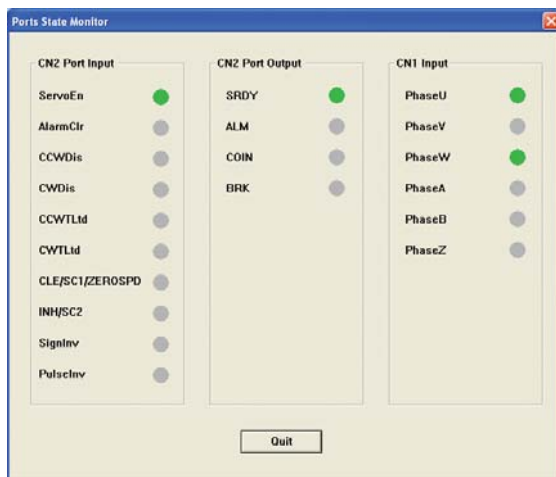 Ports State Monitor
CN2 Port Input
ServoEn
AlarmClr
CCWDis
CWDis
CCWTLtd
CWTLtd
CLE/SC1/ZEROSPD
INH/SC2
SignInv
PulseInv
CN2 Port Output
SRDY
ALM
COIN
BRK
CN1 Input
PhaseU
PhaseV
PhaseW
PhaseA
PhaseB
PhaseZ
Quit